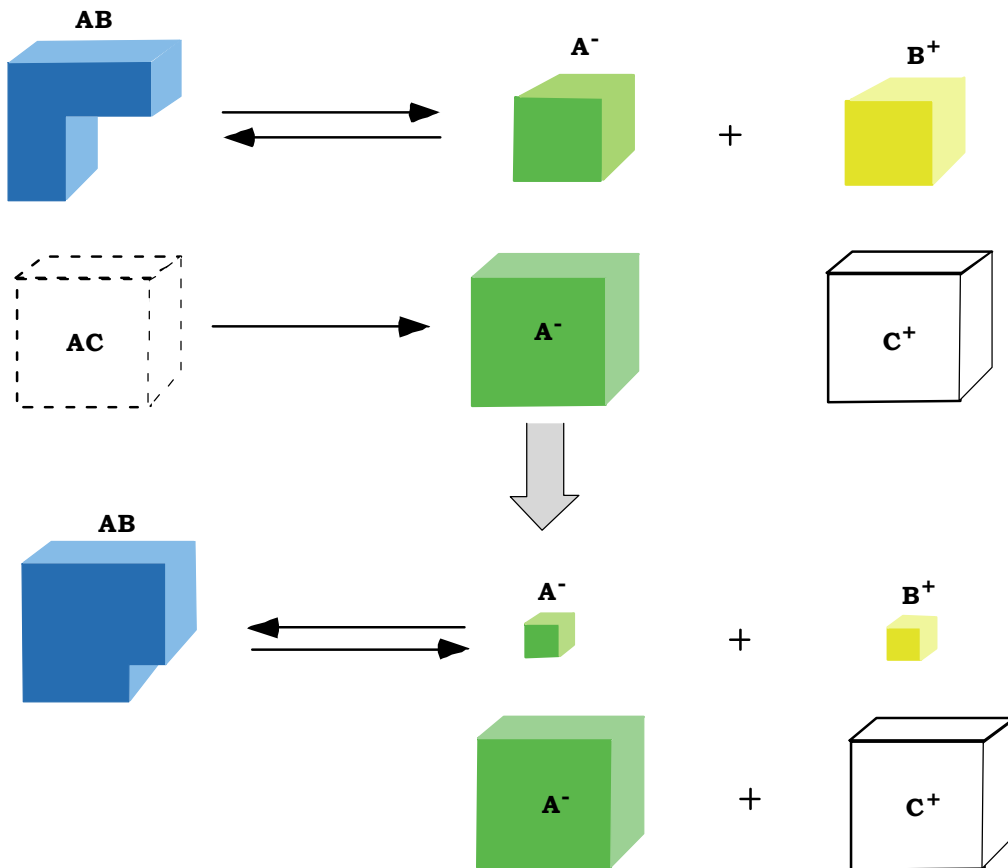 AB A⁻ B⁺
+
AC A⁻ C⁺
AB
A⁻ B⁺
+
A⁻ + C⁺